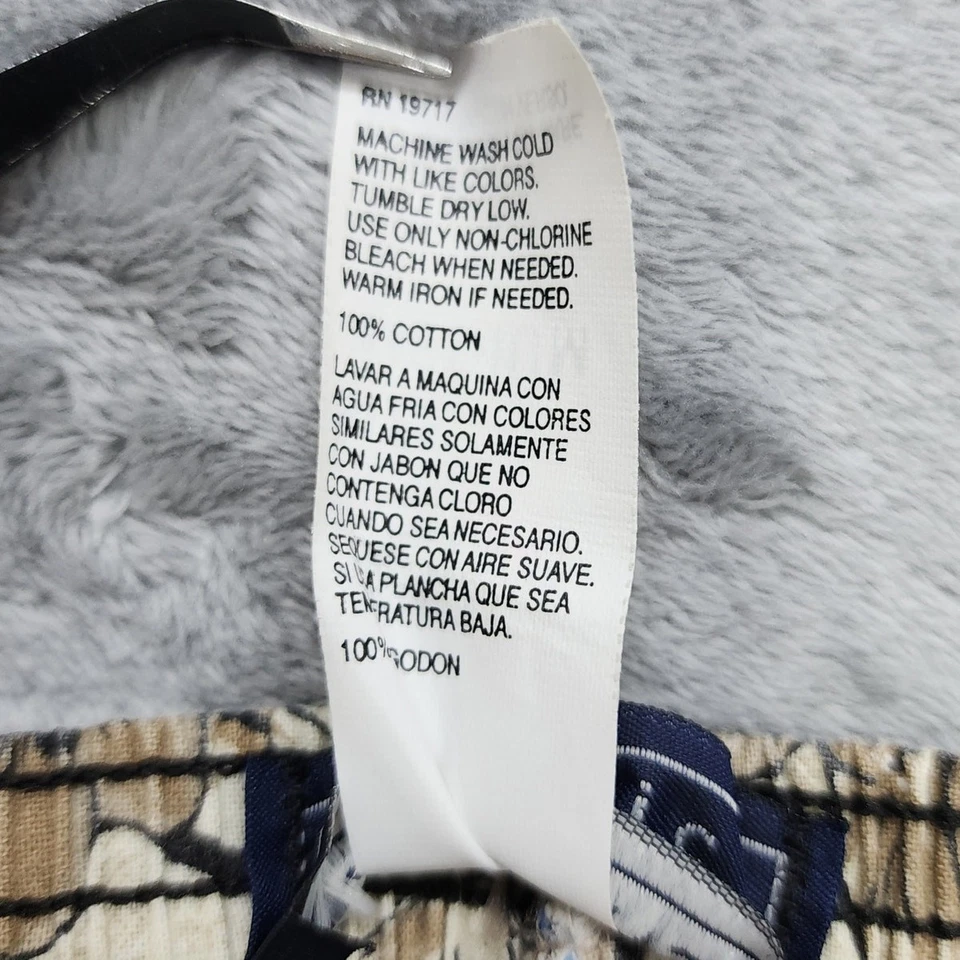 RN 19717
MACHINE WASH COLD
WITH LIKE COLORS.
TUMBLE DRY LOW.
USE ONLY NON-CHLORINE
BLEACH WHEN NEEDED.
WARM IRON IF NEEDED.
100% COTTON
LAVAR A MAQUINA CON
AGUA FRIA CON COLORES
SIMILARES SOLAMENTE
CON JABON QUE NO
CONTENGA CLORO
CUANDO SEA NECESARIO.
SEQUESE CON AIRE SUAVE.
SI PLANCHA QUE SEA
BAJA.